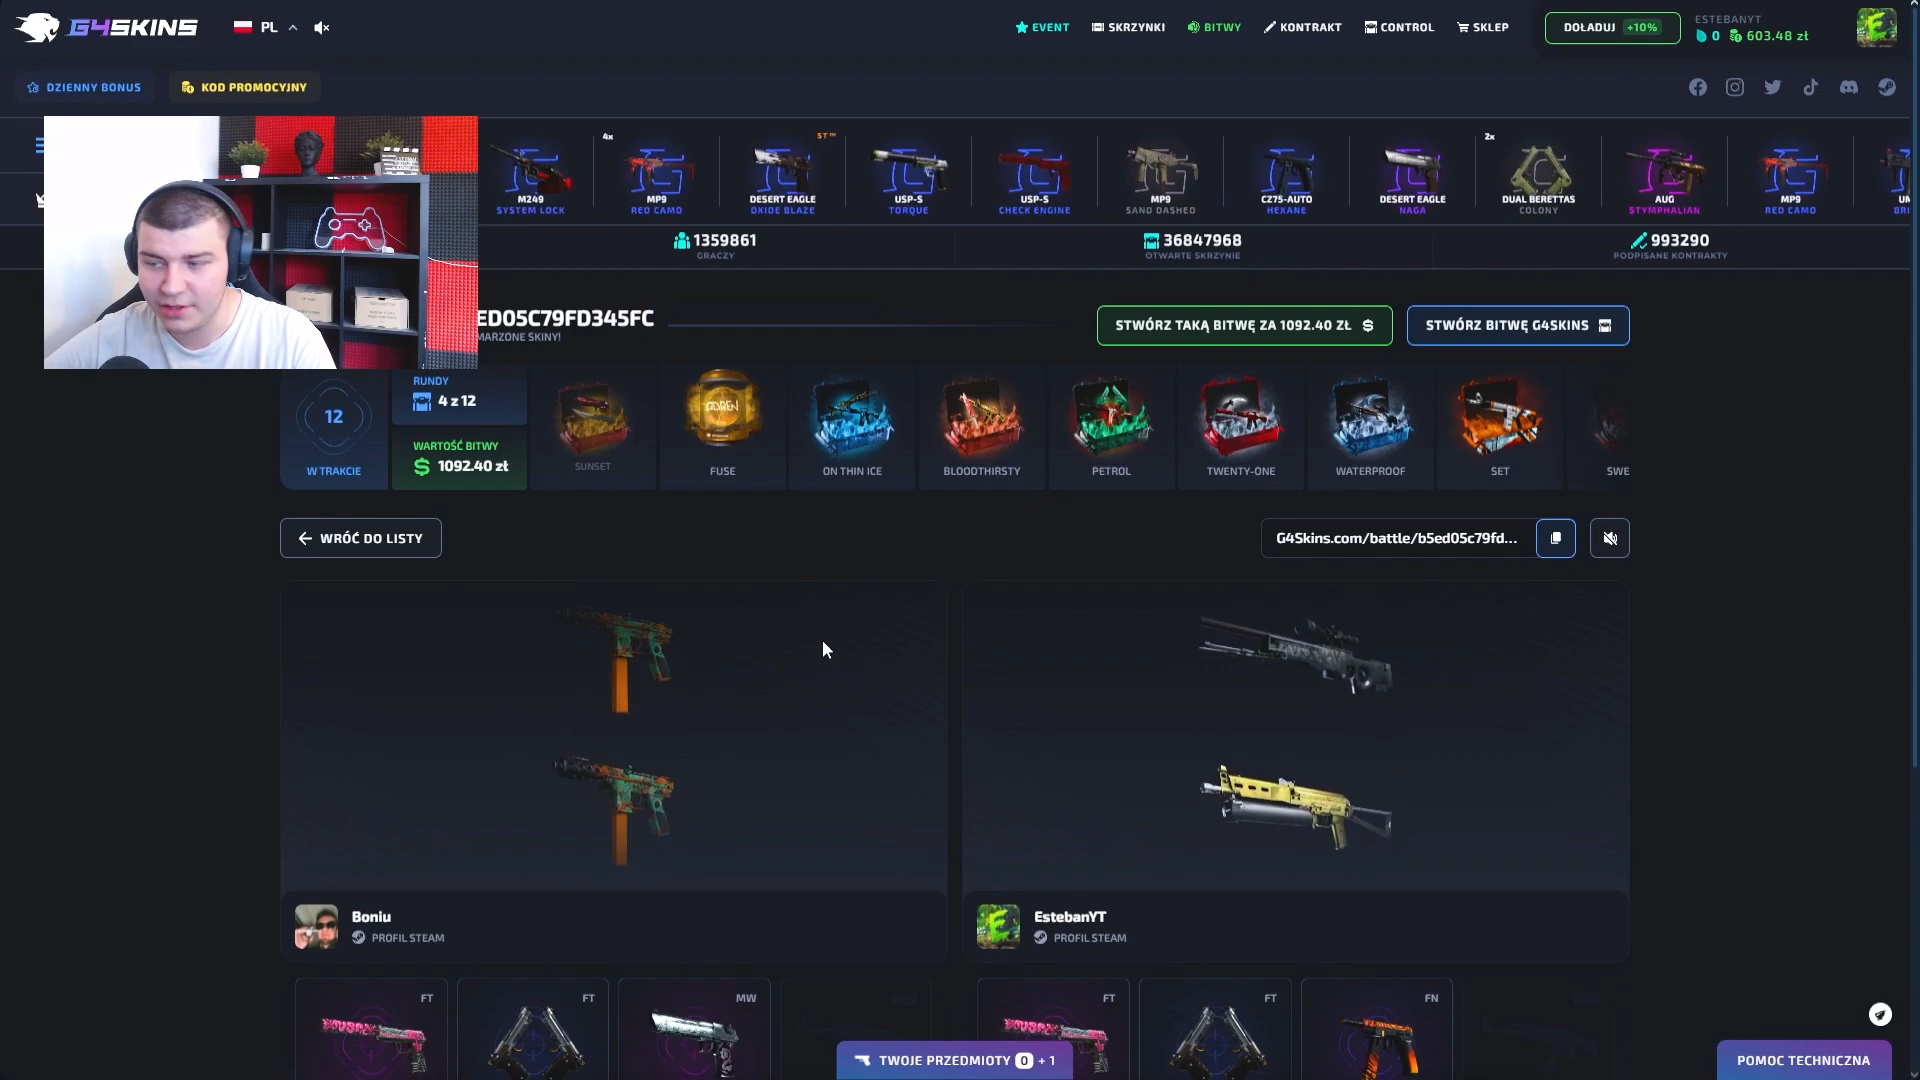 G4SKINS
PL
EVENT
SKRZYNKI
BITWY
KONTRAKT
CONTROL
SKLEP
DOŁADUJ +10%
ESTEBANYT
0 603.48 zł
DZIENNY BONUS
KOD PROMOCYJNY
M249
SYSTEM LOCK
4x
MP9
RED CAMO
ST™
DESERT EAGLE
OXIDE BLAZE
USP-S
TORQUE
USP-S
CHECK ENGINE
MP9
SAND DASHED
CZ75-AUTO
HEXANE
DESERT EAGLE
NAGA
2x
DUAL BERETTAS
COLONY
AUG
STYMPHALIAN
MP9
RED CAMO
1359861
GRACZY
36847968
OTWARTE SKRZYNIE
993290
PODPISANE KONTRAKTY
ED05C79FD345FC
MARZONE SKINY!
STWÓRZ TAKĄ BITWĘ ZA 1092.40 ZŁ
STWÓRZ BITWĘ G4SKINS
12
W TRAKCIE
RUNDY
4 z 12
WARTOŚĆ BITWY
1092.40 zł
SUNSET
FUSE
ON THIN ICE
BLOODTHIRSTY
PETROL
TWENTY-ONE
WATERPROOF
SET
SWE
WRÓĆ DO LISTY
G4Skins.com/battle/b5ed05c79fd...
Boniu
PROFIL STEAM
EstebanYT
PROFIL STEAM
FT
FT
MW
FT
FT
FN
TWOJE PRZEDMIOTY 0 + 1
POMOC TECHNICZNA